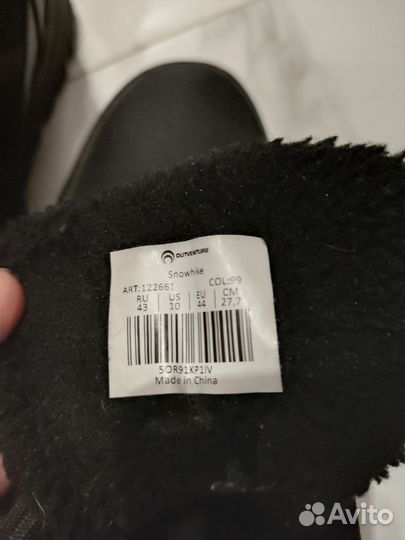 OUTVENTURE
Snowhike
ART:122661 COL:99
RU US EU CM
43 10 44 27,7
5OR91KP1IV
Made in China
Avito